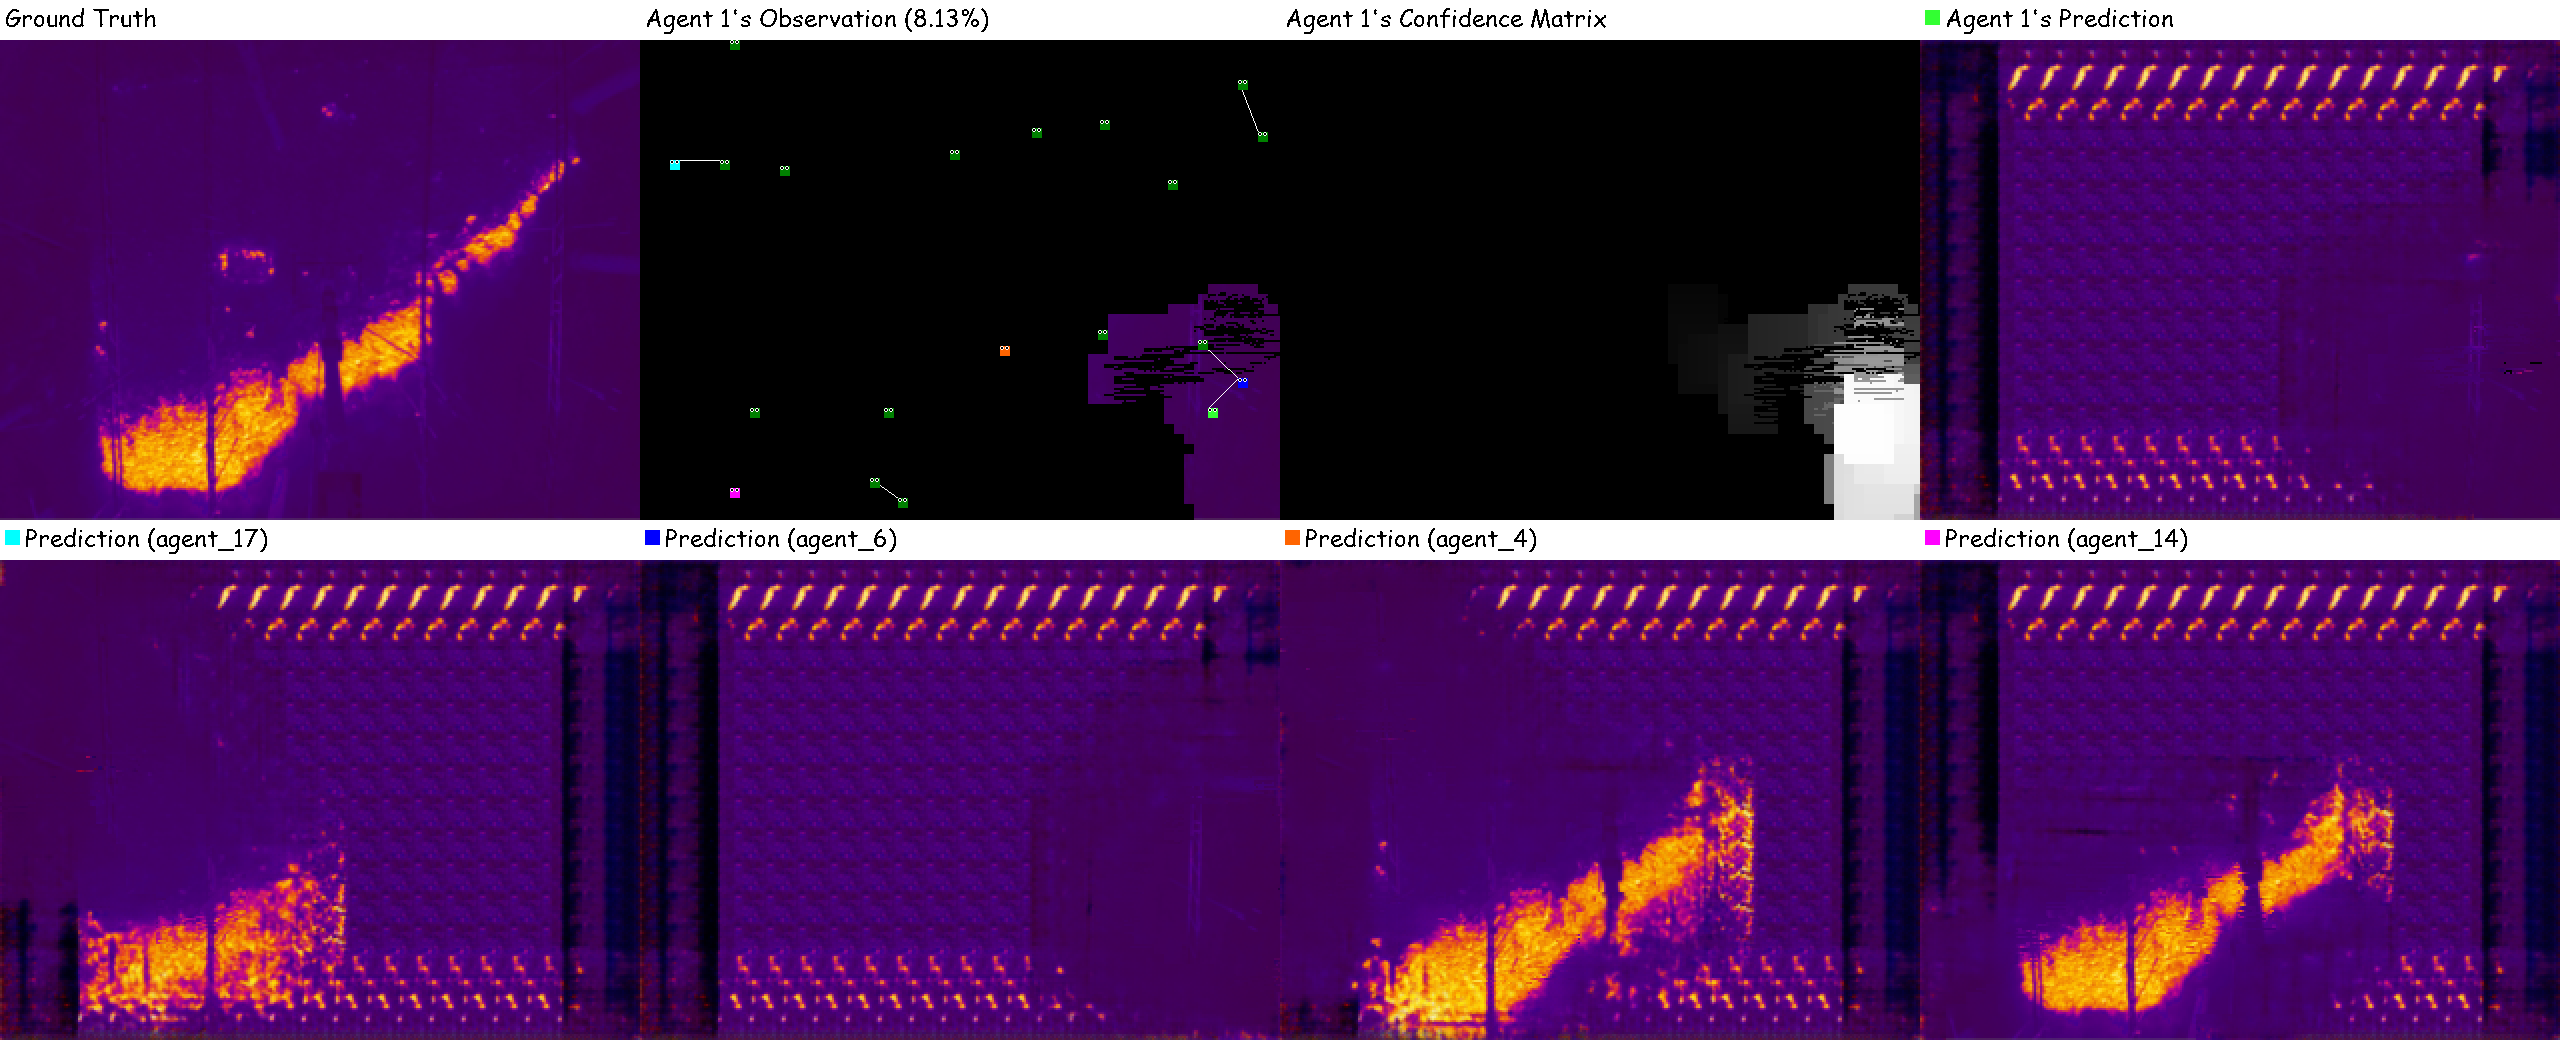 Ground Truth
Agent 1's Observation (8.13%)
Agent 1's Confidence Matrix
Agent 1's Prediction
Prediction (agent_17)
Prediction (agent_6)
Prediction (agent_4)
Prediction (agent_14)